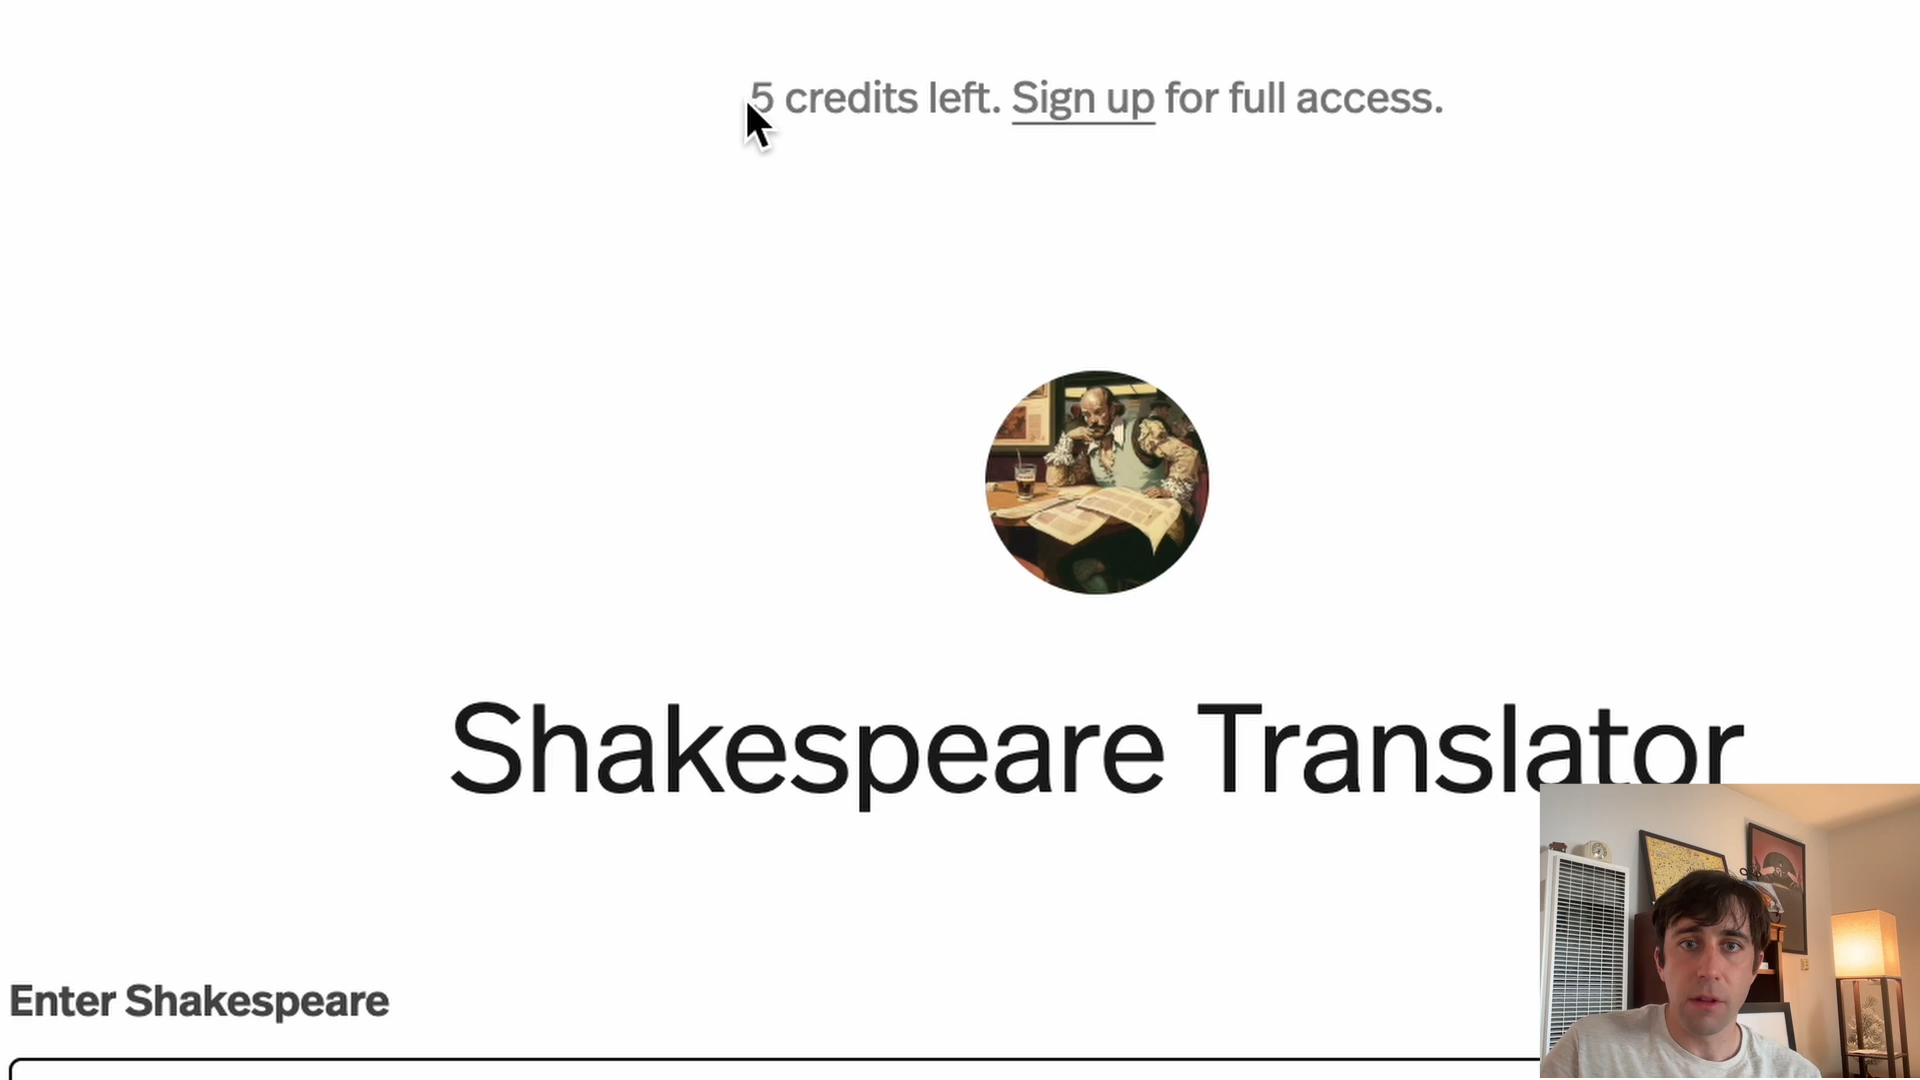 5 credits left. Sign up for full access.
Shakespeare Translator
Enter Shakespeare